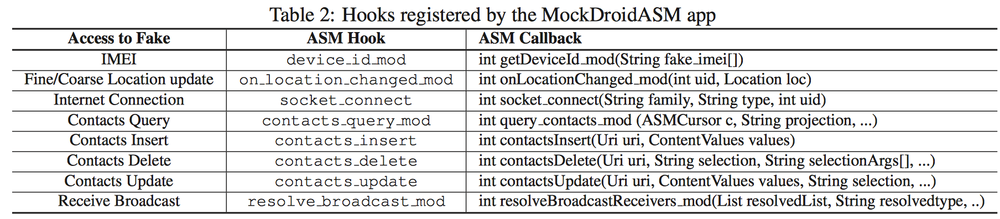 Table 2: Hooks registered by the MockDroidASM app
Access to Fake ASM Hook ASM Callback
IMEI device_id_mod int getDeviceId_mod(String fake_imei[])
Fine/Coarse Location update on_location_changed_mod int onLocationChanged_mod(int uid, Location loc)
Internet Connection socket_connect int socket_connect(String family, String type, int uid)
Contacts Query contacts_query_mod int query_contacts_mod (ASMCursor c, String projection, ...)
Contacts Insert contacts_insert int contactsInsert(Uri uri, ContentValues values)
Contacts Delete contacts_delete int contactsDelete(Uri uri, String selection, String selectionArgs[], ...)
Contacts Update contacts_update int contactsUpdate(Uri uri, ContentValues values, String selection, ...)
Receive Broadcast resolve_broadcast_mod int resolveBroadcastReceivers_mod(List resolvedList, String resolvedtype, ..)